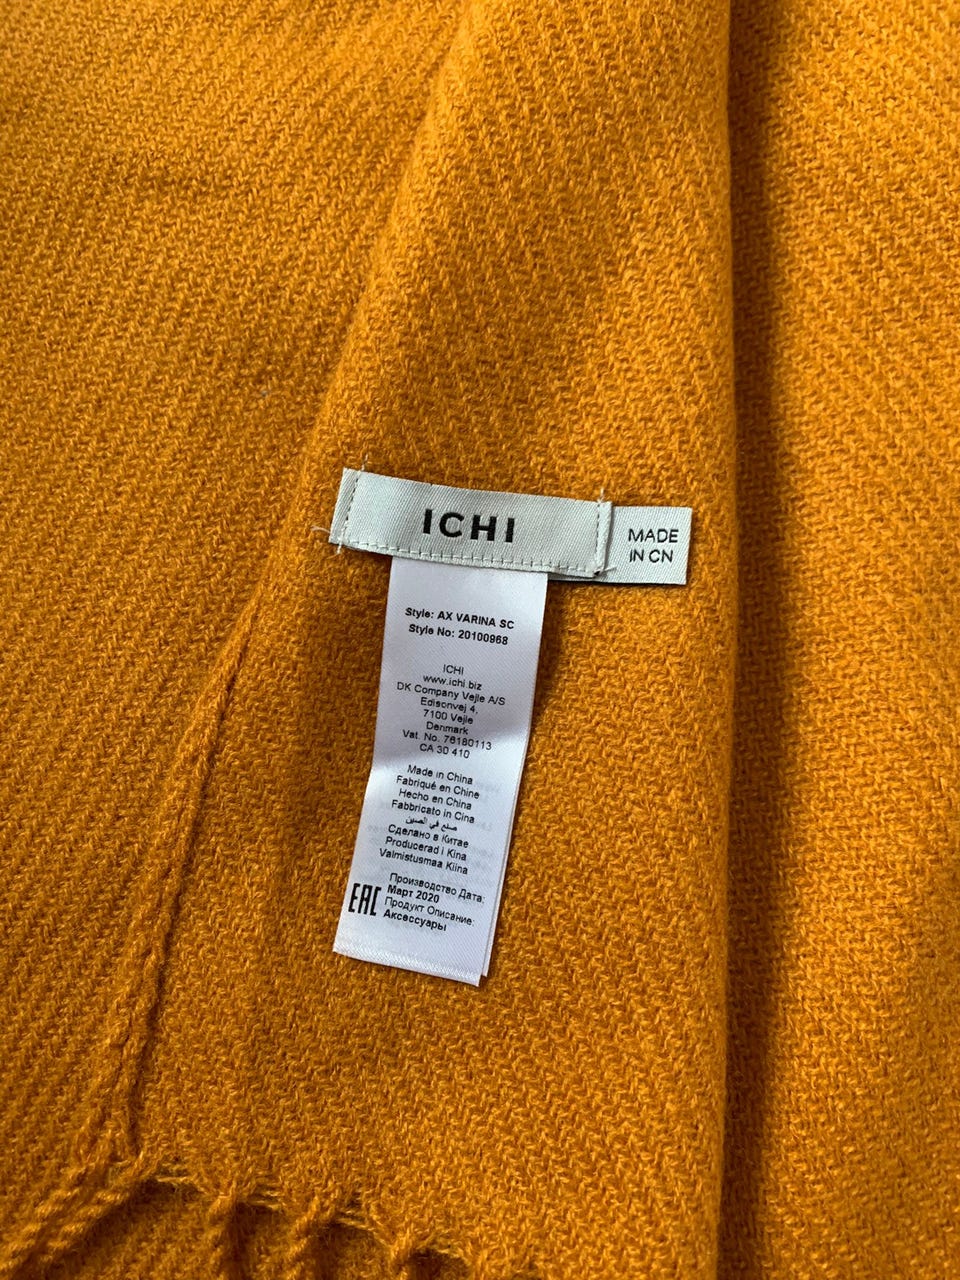 ICHI
MADE
IN CN
Style: AX VARINA SC
Style No: 20100968
ICHI
www.ichi.biz
DK Company Vejle A/S
Edisonvej 4,
7100 Vejle
Denmark
Vat. No. 76180113
CA 30 410
Made in China
Fabriqué en Chine
Hecho en China
Fabbricato in Cina
صنع في الصين
Сделано в Китае
Producerad i Kina
Valmistusmaa Kiina
EAC
Производство Дата:
Март 2020
Продукт Описание:
Аксессуары